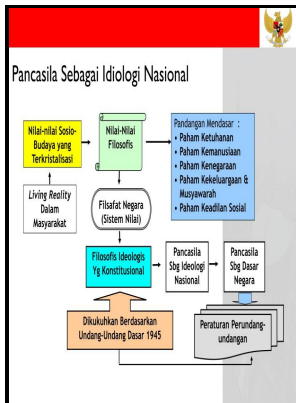 Pancasila Sebagai Idiologi Nasional
Nilai-nilai Sosio-
Budaya yang
Terkristalisasi
Nilai-Nilai
Filosofis
Pandangan Mendasar :
• Paham Ketuhanan
• Paham Kemanusiaan
• Paham Kenegaraan
• Paham Kekeluargaan &
Musyawarah
• Paham Keadilan Sosial
Living Reality
Dalam
Masyarakat
Filsafat Negara
(Sistem Nilai)
Filosofis Ideologis
Yg Konstitusional
Pancasila
Sbg Ideologi
Nasional
Pancasila
Sbg Dasar
Negara
Dikukuhkan Berdasarkan
Undang-Undang Dasar 1945
Peraturan Perundang-
undangan